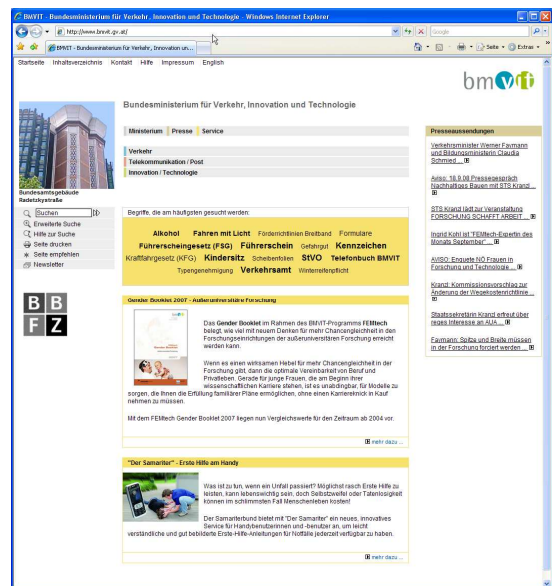 BMVIT - Bundesministerium für Verkehr, Innovation und Technologie - Windows Internet Explorer
http://www.bmvit.gv.at/
Google
BMVIT - Bundesministerium für Verkehr, Innovation un...
Seite
Extras
Startseite Inhaltsverzeichnis Kontakt Hilfe Impressum English
bmvit
Bundesministerium für Verkehr, Innovation und Technologie
Ministerium Presse Service
Verkehr
Telekommunikation / Post
Innovation / Technologie
Bundesamtsgebäude
Radetzkystraße
Suchen
Erweiterte Suche
Hilfe zur Suche
Seite drucken
Seite empfehlen
Newsletter
BB
FZ
Begriffe, die am häufigsten gesucht werden:
Alkohol Fahren mit Licht Förderrichtlinien Breitband Formulare
Führerscheingesetz (FSG) Führerschein Gefahrgut Kennzeichen
Kraftfahrgesetz (KFG) Kindersitz Scheibenfolien StVO Telefonbuch BMVIT
Typengenehmigung Verkehrsamt Winterreifenpflicht
Gender Booklet 2007 - Außeruniversitäre Forschung
Das Gender Booklet im Rahmen des BMVIT-Programms FEMtech
belegt, wie viel mit neuem Denken für mehr Chancengleichheit in den
Forschungseinrichtungen der außeruniversitären Forschung erreicht
werden kann.
Wenn es einen wirksamen Hebel für mehr Chancengleichheit in der
Forschung gibt, dann die optimale Vereinbarkeit von Beruf und
Privatleben. Gerade für junge Frauen, die am Beginn ihrer
wissenschaftlichen Karriere stehen, ist es unabdingbar, für Modelle zu
sorgen, die Ihnen die Erfüllung familiärer Pläne ermöglichen, ohne einen Karriereknick in Kauf
nehmen zu müssen.
Mit dem FEMtech Gender Booklet 2007 liegen nun Vergleichswerte für den Zeitraum ab 2004 vor.
mehr dazu ...
"Der Samariter" - Erste Hilfe am Handy
Was ist zu tun, wenn ein Unfall passiert? Möglichst rasch Erste Hilfe zu
leisten, kann lebenswichtig sein, doch Selbstzweifel oder Tatenlosigkeit
können im schlimmsten Fall Menschenleben kosten!
Der Samariterbund bietet mit "Der Samariter" ein neues, innovatives
Service für Handybenutzerinnen und -benutzer an, um leicht
verständliche und gut bebilderte Erste-Hilfe-Anleitungen für Notfälle jederzeit verfügbar zu haben.
mehr dazu ...
Presseaussendungen
Verkehrsminister Werner Faymann
und Bildungsministerin Claudia
Schmied ...
Aviso: 18.9.08 Pressegespräch
Nachhaltiges Bauen mit STS Kranzl ...
STS Kranzl lädt zur Veranstaltung
FORSCHUNG SCHAFFT ARBEIT ...
Ingrid Kohl ist "FEMtech-Expertin des
Monats September" ...
AVISO: Enquete NÖ Frauen in
Forschung und Technologie ...
Kranzl: Kommissionsvorschlag zur
Änderung der Wegekostenrichtlinie ...
Staatssekretärin Kranzl erfreut über
reges Interesse an AUA ...
Faymann: Spitze und Breite müssen
in der Forschung forciert werden ...